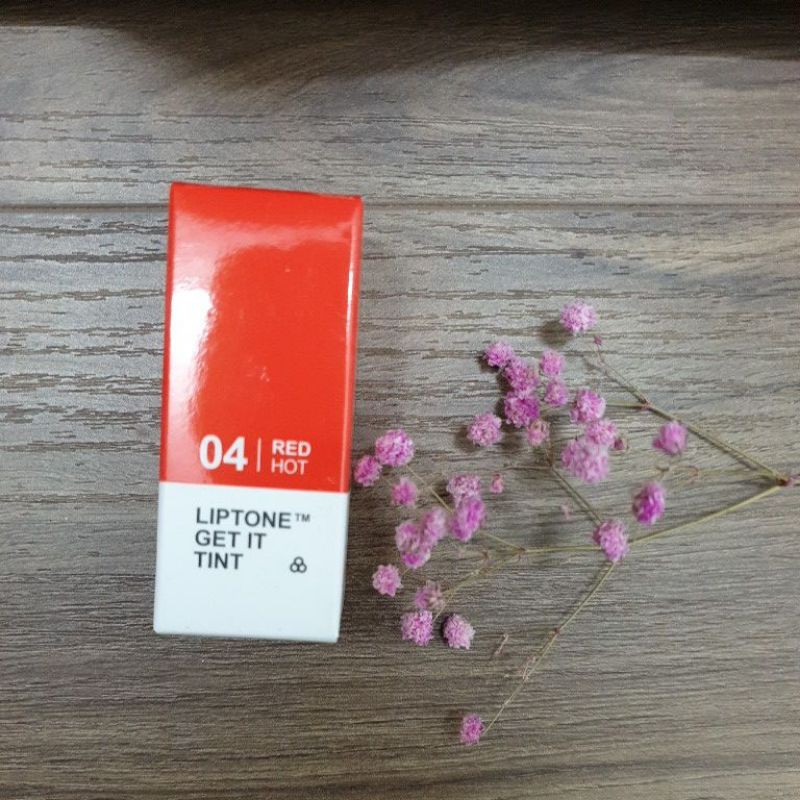 04 | RED
HOT
LIPTONE™
GET IT
TINT